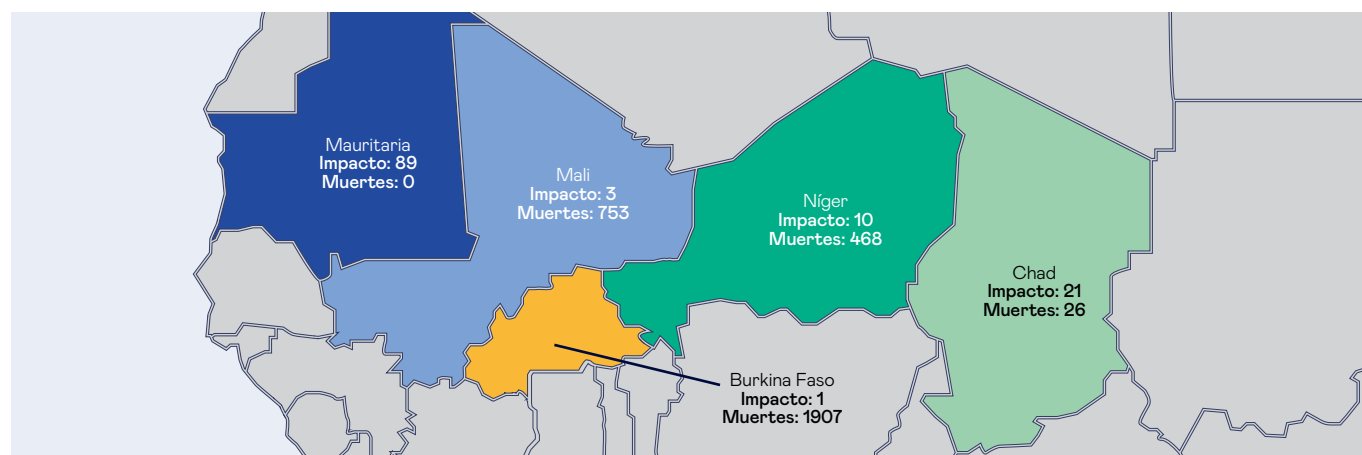 Mauritaria
Impacto: 89
Muertes: 0
Mali
Impacto: 3
Muertes: 753
Níger
Impacto: 10
Muertes: 468
Chad
Impacto: 21
Muertes: 26
Burkina Faso
Impacto: 1
Muertes: 1907